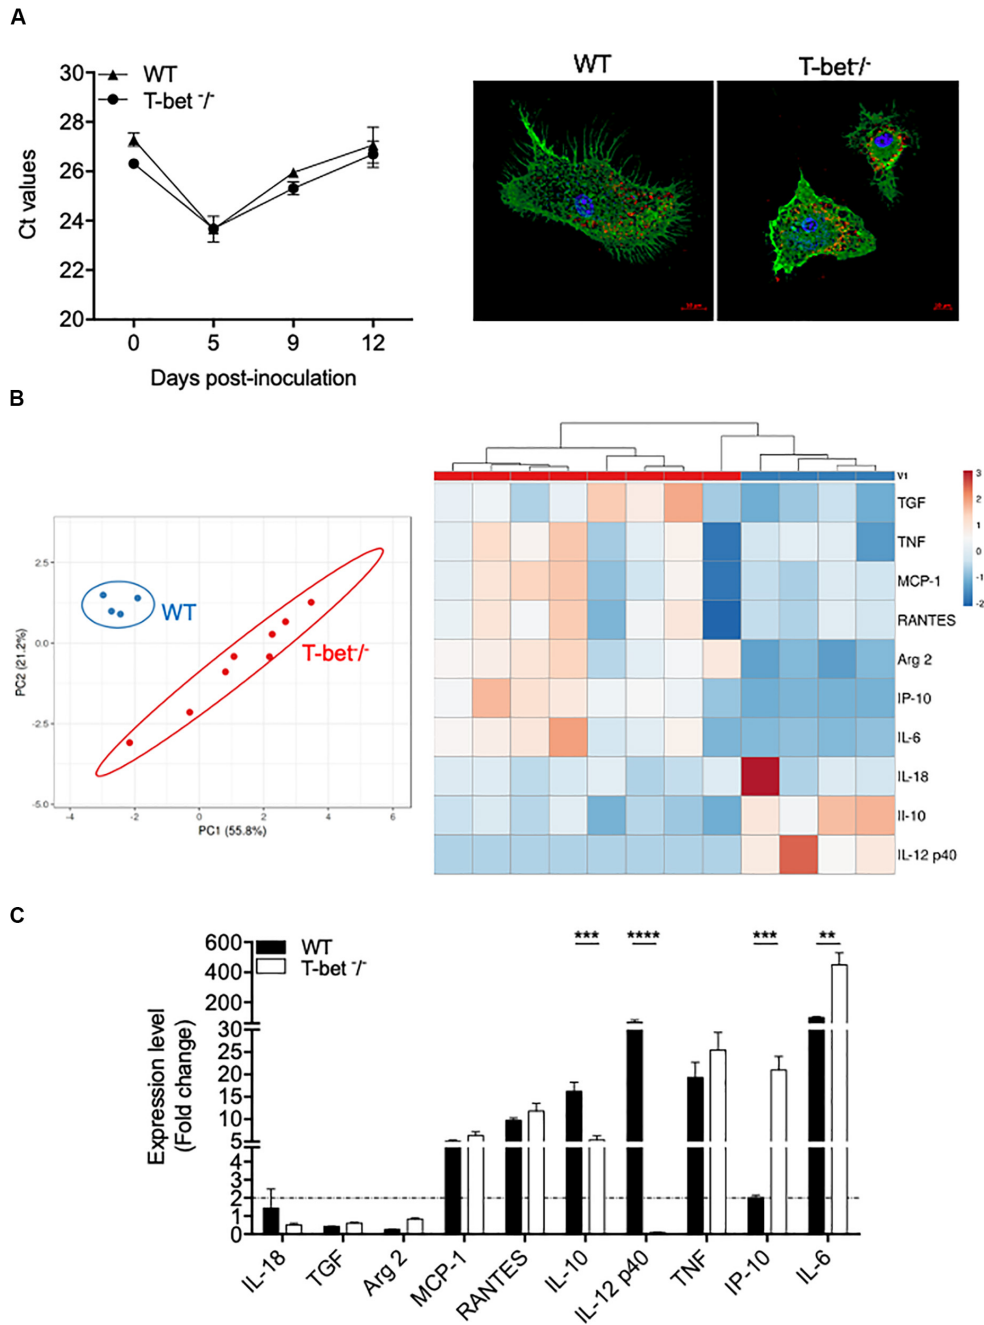 A
WT
T-bet -/-
30
28
26
24
22
20
Ct values
0 5 9 12
Days post-inoculation
WT
T-bet-/-
B
2.5
0.0
-2.5
-5.0
PC2 (21.2%)
WT
T-bet-/-
-4 -2 0 2 4 6
PC1 (55.8%)
V1
TGF
TNF
MCP-1
RANTES
Arg 2
IP-10
IL-6
IL-18
Il-10
IL-12 p40
3
2
1
0
-1
-2
C
WT
T-bet -/-
*** **** *** **
600
400
200
30
25
20
15
10
5
4
3
2
1
0
Expression level
(Fold change)
IL-18
TGF
Arg 2
MCP-1
RANTES
IL-10
IL-12 p40
TNF
IP-10
IL-6